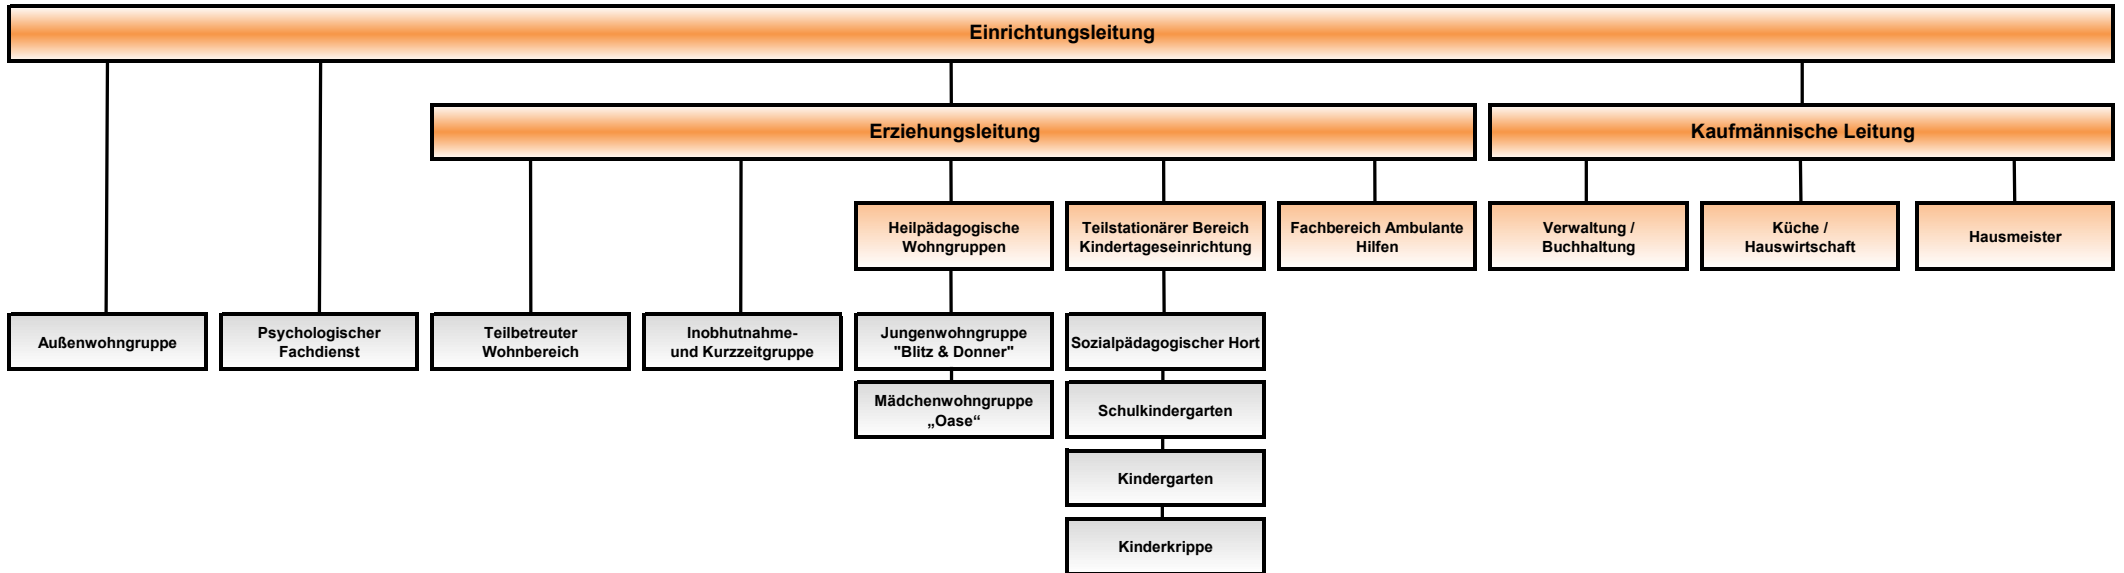 Einrichtungsleitung
Erziehungsleitung
Kaufmännische Leitung
Heilpädagogische
Wohngruppen
Teilstationärer Bereich
Kindertageseinrichtung
Fachbereich Ambulante
Hilfen
Verwaltung /
Buchhaltung
Küche /
Hauswirtschaft
Hausmeister
Außenwohngruppe
Psychologischer
Fachdienst
Teilbetreuter
Wohnbereich
Inobhutnahme-
und Kurzzeitgruppe
Jungenwohngruppe
"Blitz & Donner"
Sozialpädagogischer Hort
Mädchenwohngruppe
„Oase“
Schulkindergarten
Kindergarten
Kinderkrippe